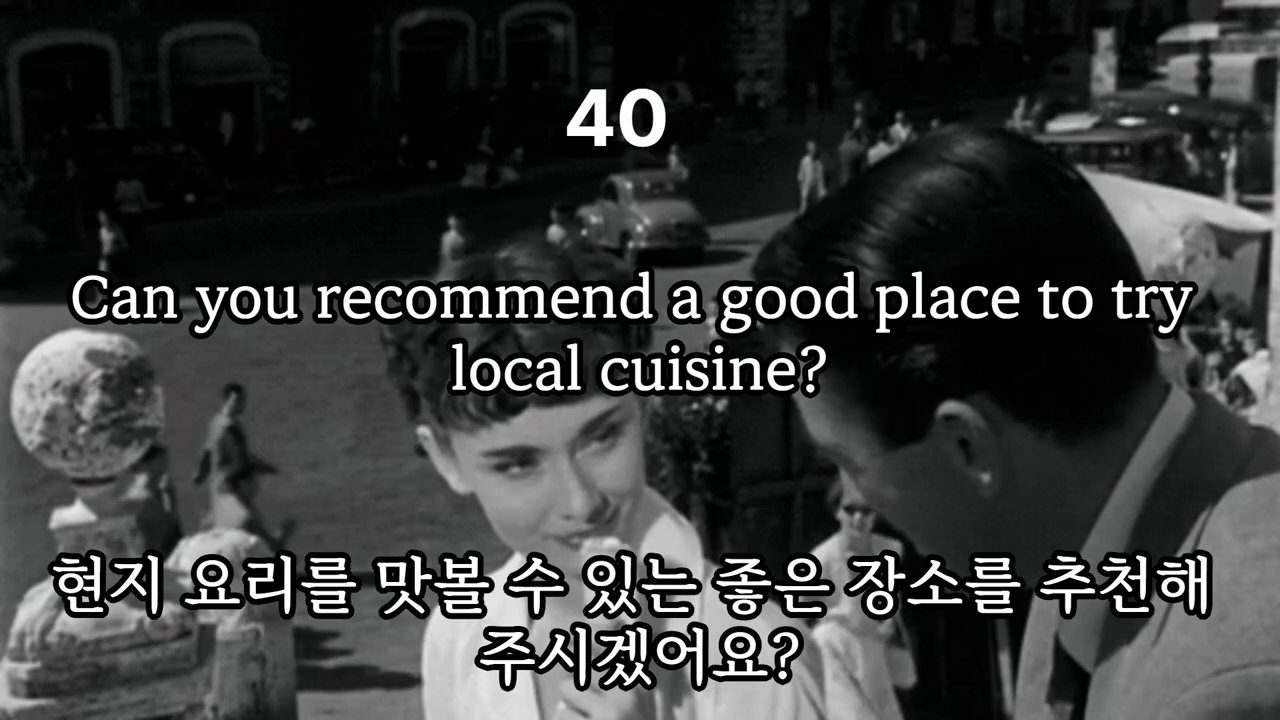 40
Can you recommend a good place to try
local cuisine?
현지 요리를 맛볼 수 있는 좋은 장소를 추천해
주시겠어요?